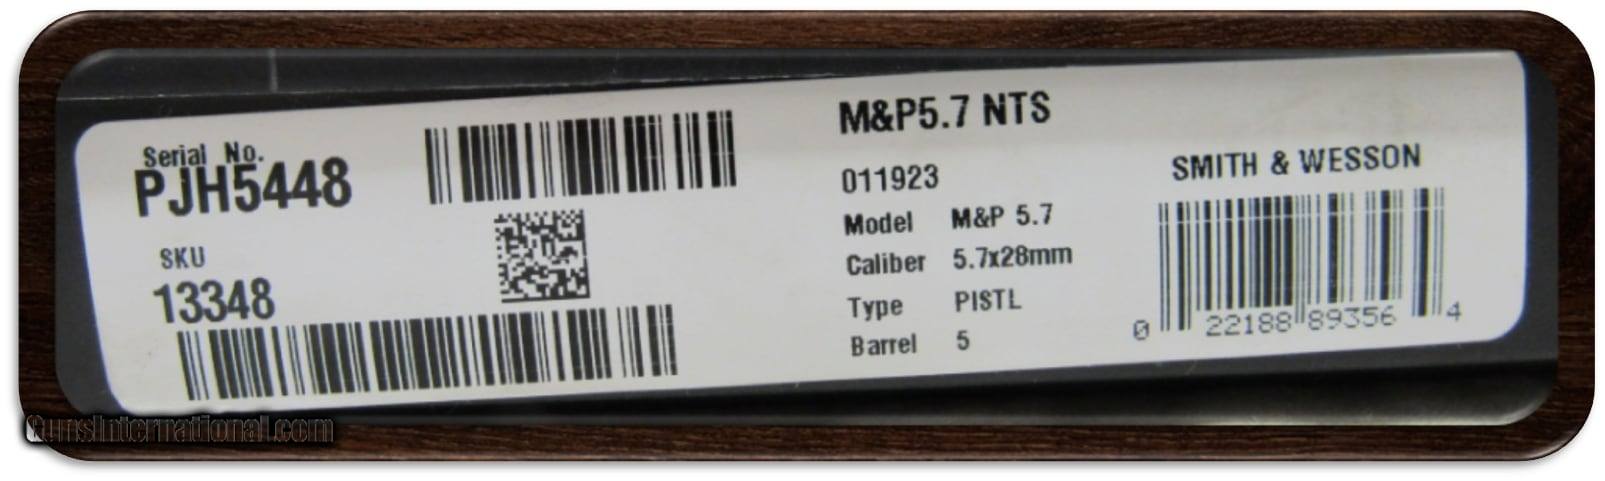 Serial No.
PJH5448
SKU
13348
M&P5.7 NTS
011923
Model M&P 5.7
Caliber 5.7x28mm
Type PISTL
Barrel 5
SMITH & WESSON
0 22188 89356 4
GunsInternational.com